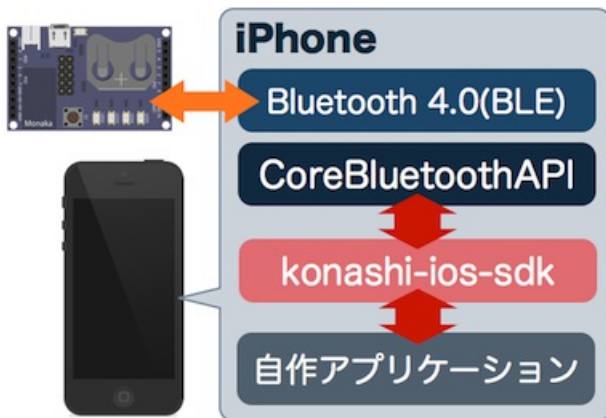 iPhone
Bluetooth 4.0(BLE)
Monaka
CoreBluetoothAPI
konashi-ios-sdk
自作アプリケーション